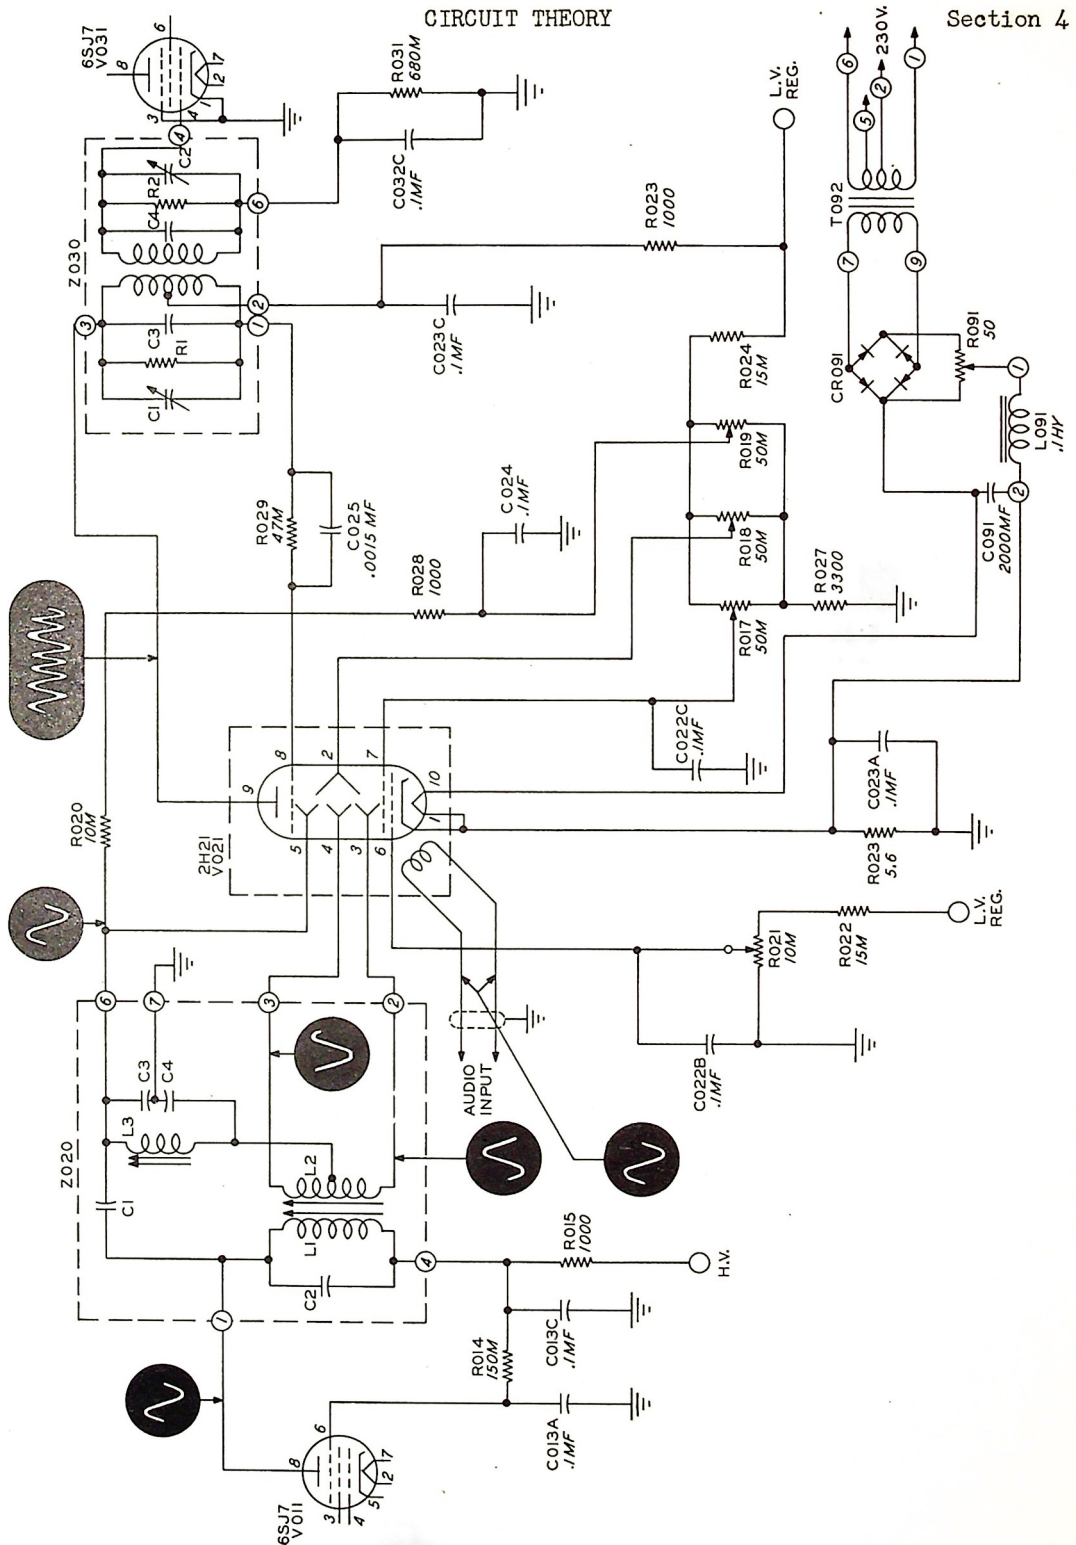 CIRCUIT THEORY
Section 4
6SJ7
V031
8
6
3
4
1
2
7
Z030
3
4
C1
R1
C3
C4
R2
C2
1
2
6
R031
680M
C032C
.1MF
C023C
.1MF
R023
1000
L.V.
REG.
230V.
6
5
2
1
T092
7
9
CR091
R091
50
1
L091
.1HY
2
C091
2000MF
R024
15M
R019
50M
R018
50M
R017
50M
R027
3300
R029
47M
C025
.0015 MF
R028
1000
C024
.1MF
R020
10M
2H21
V021
9
8
2
7
10
1
5
4
3
6
C022C
.1MF
C023A
.1MF
R023
5.6
L.V.
REG.
R021
10M
R022
15M
C022B
.1MF
AUDIO
INPUT
Z020
6
7
3
2
C3
C4
L3
C1
L2
L1
C2
4
1
R015
1000
H.V.
C013C
.1MF
R014
150M
C013A
.1MF
6SJ7
V011
8
6
3
4
5
2
7